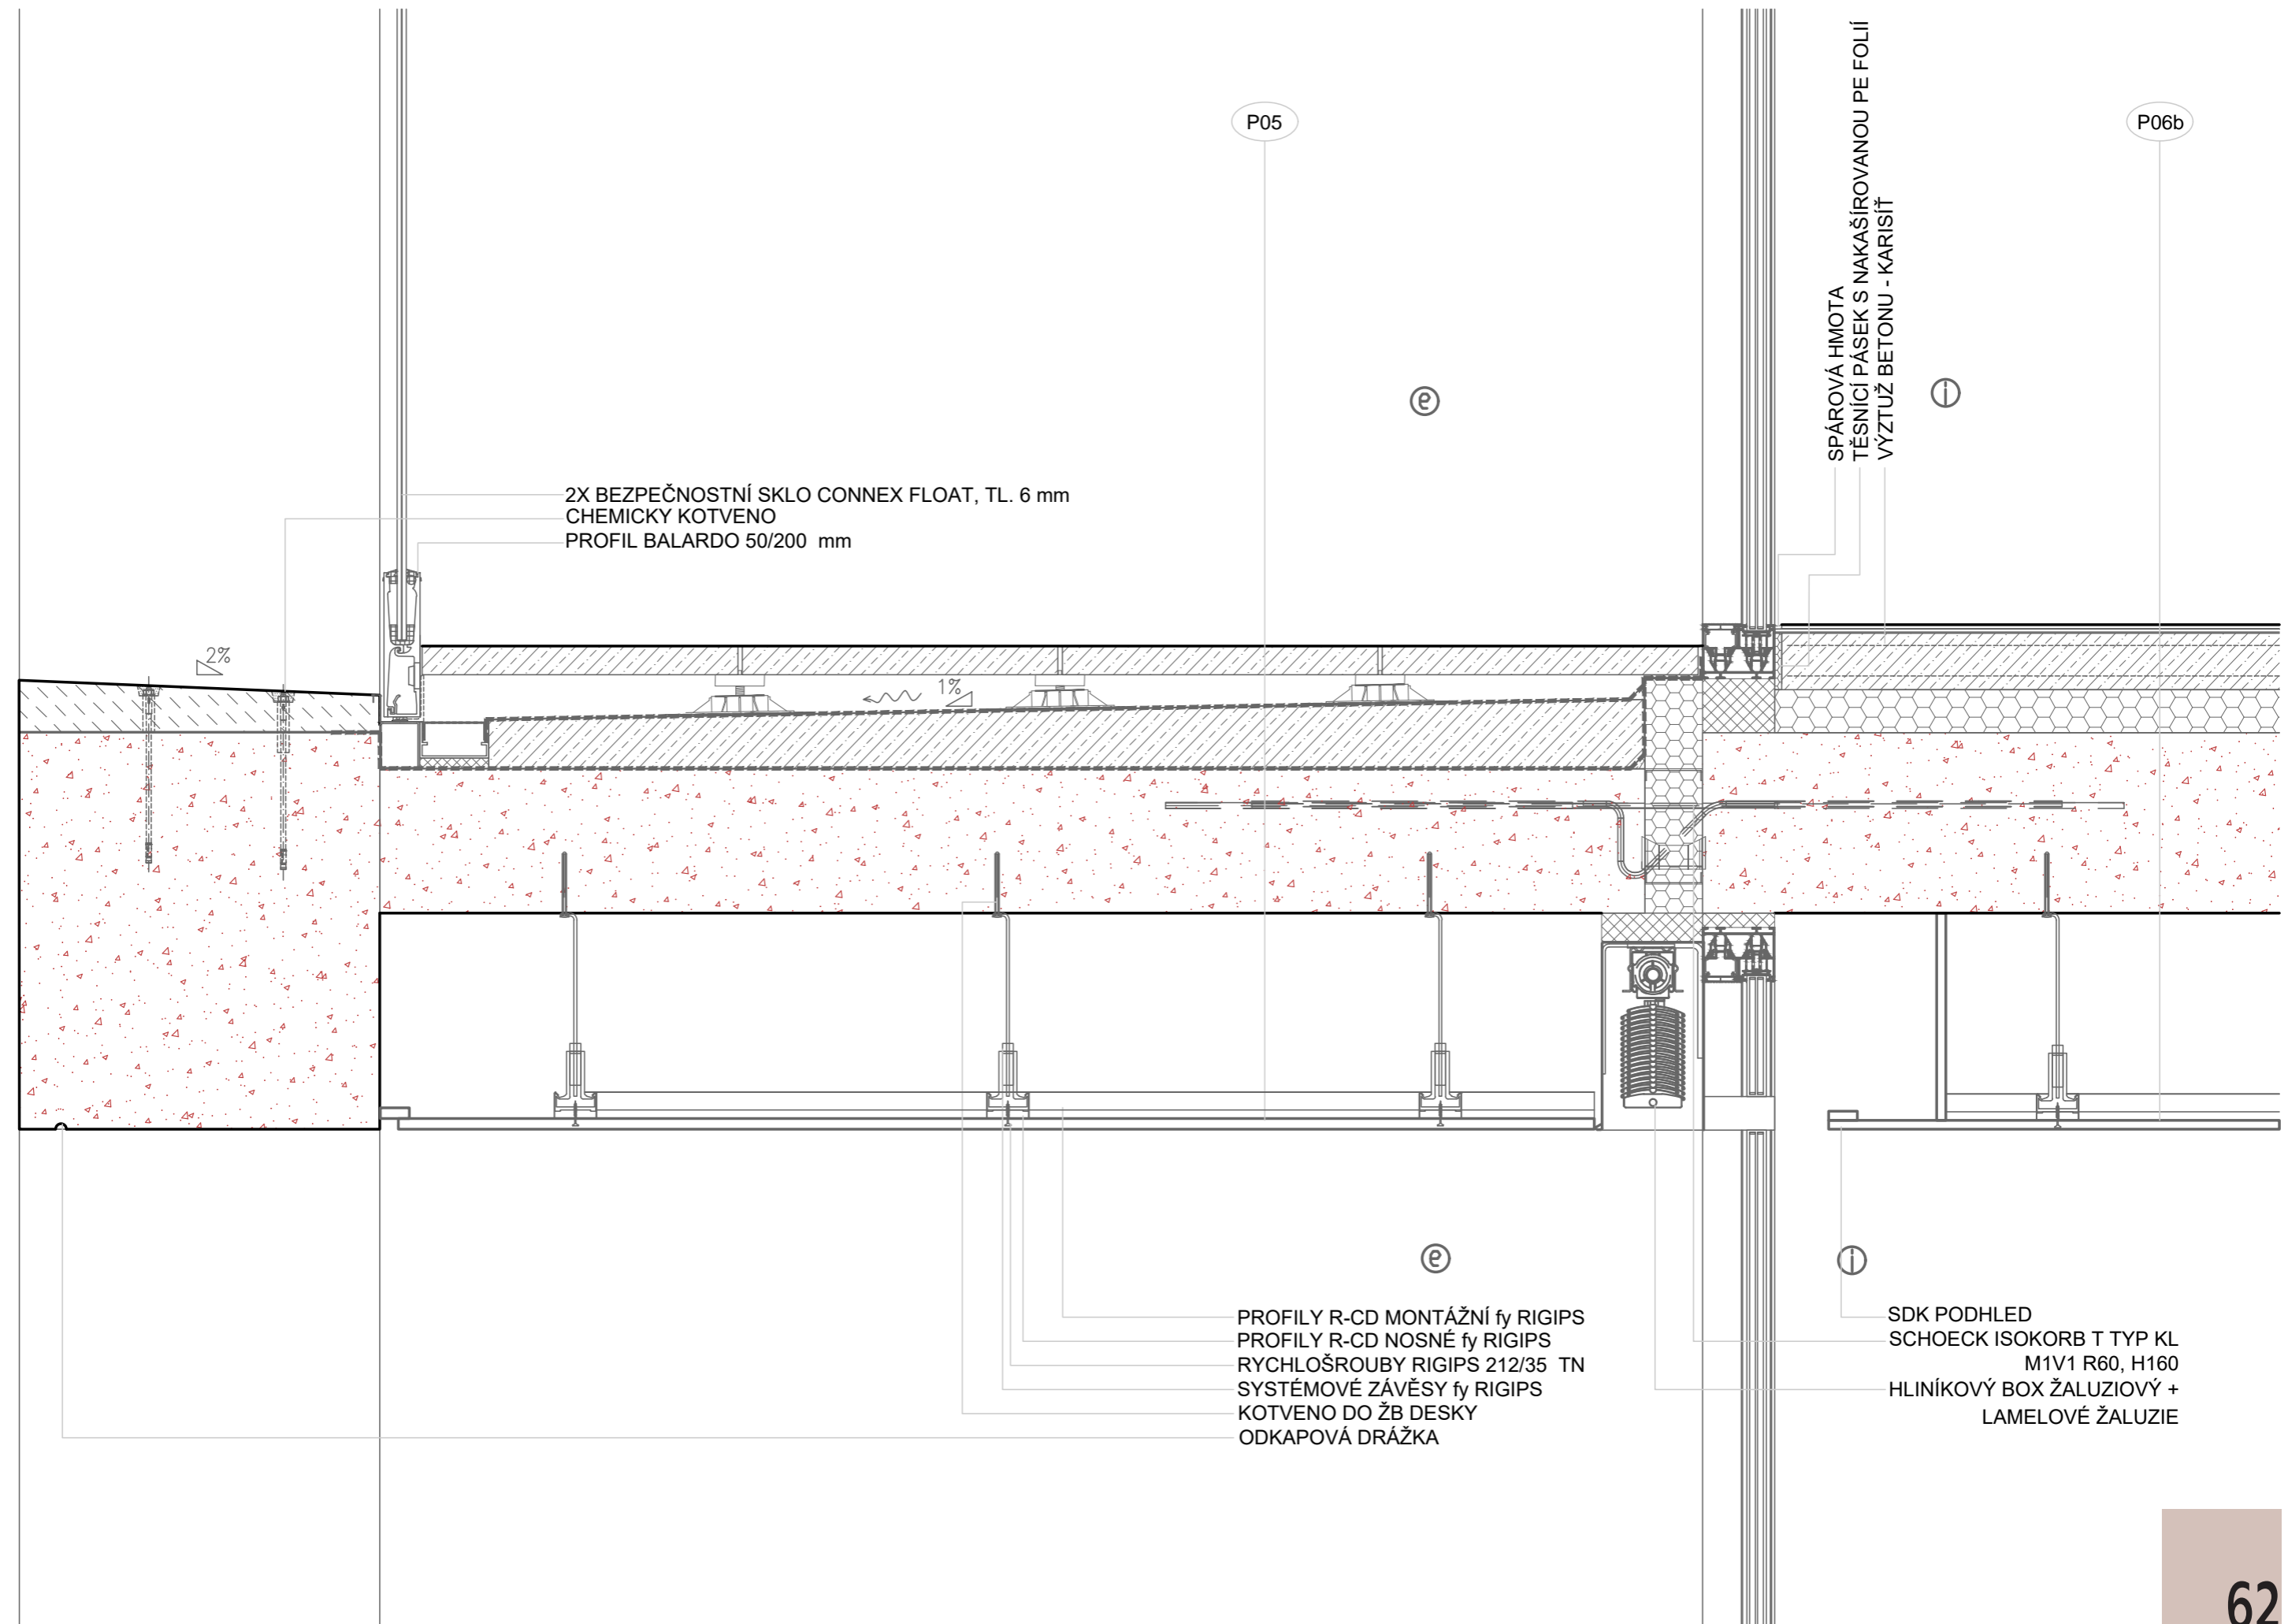 P05
P06b
SPÁROVÁ HMOTA
TĚSNÍCÍ PÁSEK S NAKAŠÍROVANOU PE FOLIÍ
VÝZTUŽ BETONU - KARISÍŤ
e
i
2X BEZPEČNOSTNÍ SKLO CONNEX FLOAT, TL. 6 mm
CHEMICKY KOTVENO
PROFIL BALARDO 50/200 mm
2%
1%
e
i
PROFILY R-CD MONTÁŽNÍ fy RIGIPS
PROFILY R-CD NOSNÉ fy RIGIPS
RYCHLOŠROUBY RIGIPS 212/35 TN
SYSTÉMOVÉ ZÁVĚSY fy RIGIPS
KOTVENO DO ŽB DESKY
ODKAPOVÁ DRÁŽKA
SDK PODHLED
SCHOECK ISOKORB T TYP KL
M1V1 R60, H160
HLINÍKOVÝ BOX ŽALUZIOVÝ +
LAMELOVÉ ŽALUZIE
62